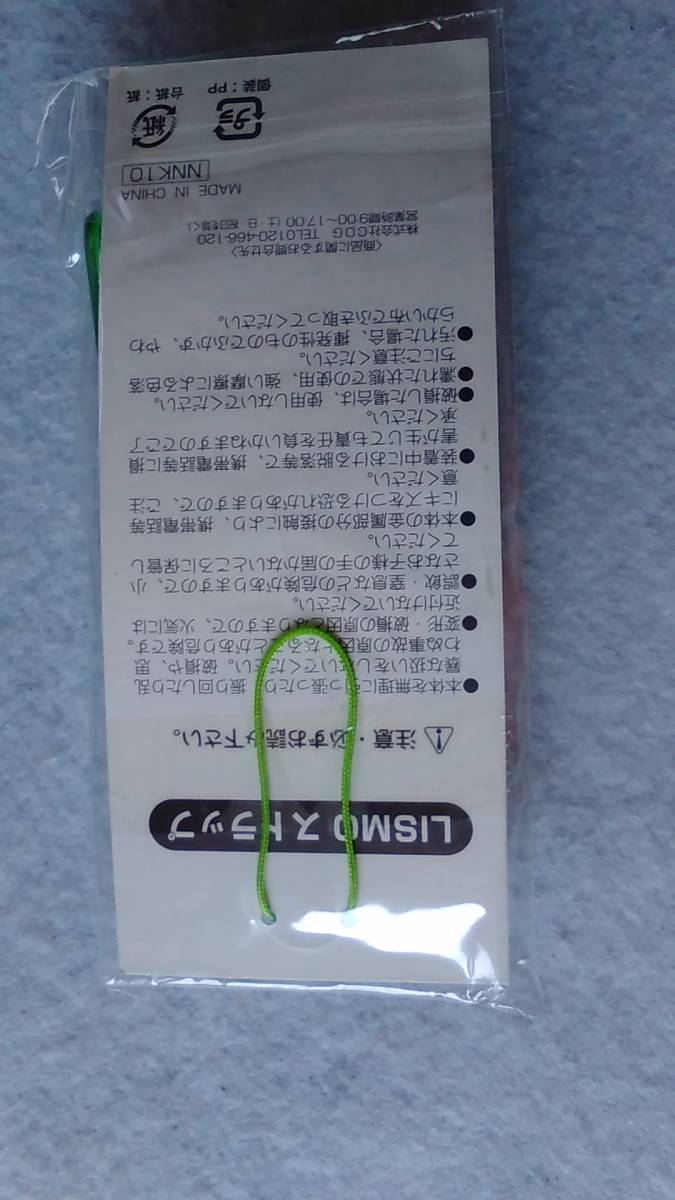 LISMO ストラップ
注意・必ずお読み下さい。
●本体を無理に引っ張ったり、振り回したり乱
暴な扱いをしないでください。破損や、思
わぬ事故の原因となることがあり危険です。
●変形・破損の原因となりますので、火気には
近付けないでください。
●誤飲・窒息などの危険がありますので、小
さなお子様の手の届かないところに保管し
てください。
●本体の金属部分の接触により、携帯電話等
にキズをつける恐れがありますので、ご注
意ください。
●装着中における脱落等で、携帯電話等に損
害が生じても責任を負いかねますのでご了
承ください。
●破損した場合は、使用しないでください。
●濡れた状態での使用、強い摩擦による色落
ちにご注意ください。
●汚れた場合、揮発性のものでふかず、やわ
らかい布でふき取ってください。
〈商品に関するお問合せ先〉
株式会社CDG TEL0120-466-120
営業時間9:00~17:00 (土・日・祝日を除く)
MADE IN CHINA
NNK10
プラ 紙
個装:PP 台紙:紙